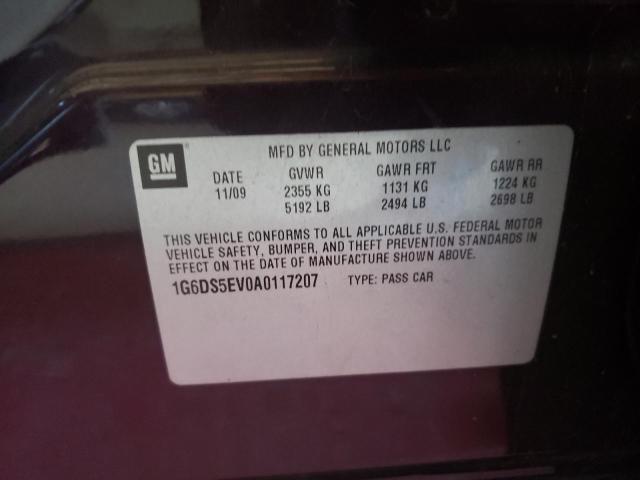 GM
MFD BY GENERAL MOTORS LLC
DATE GVWR GAWR FRT GAWR RR
11/09 2355 KG 1131 KG 1224 KG
5192 LB 2494 LB 2698 LB
THIS VEHICLE CONFORMS TO ALL APPLICABLE U.S. FEDERAL MOTOR
VEHICLE SAFETY, BUMPER, AND THEFT PREVENTION STANDARDS IN
EFFECT ON THE DATE OF MANUFACTURE SHOWN ABOVE.
1G6DS5EV0A0117207 TYPE: PASS CAR